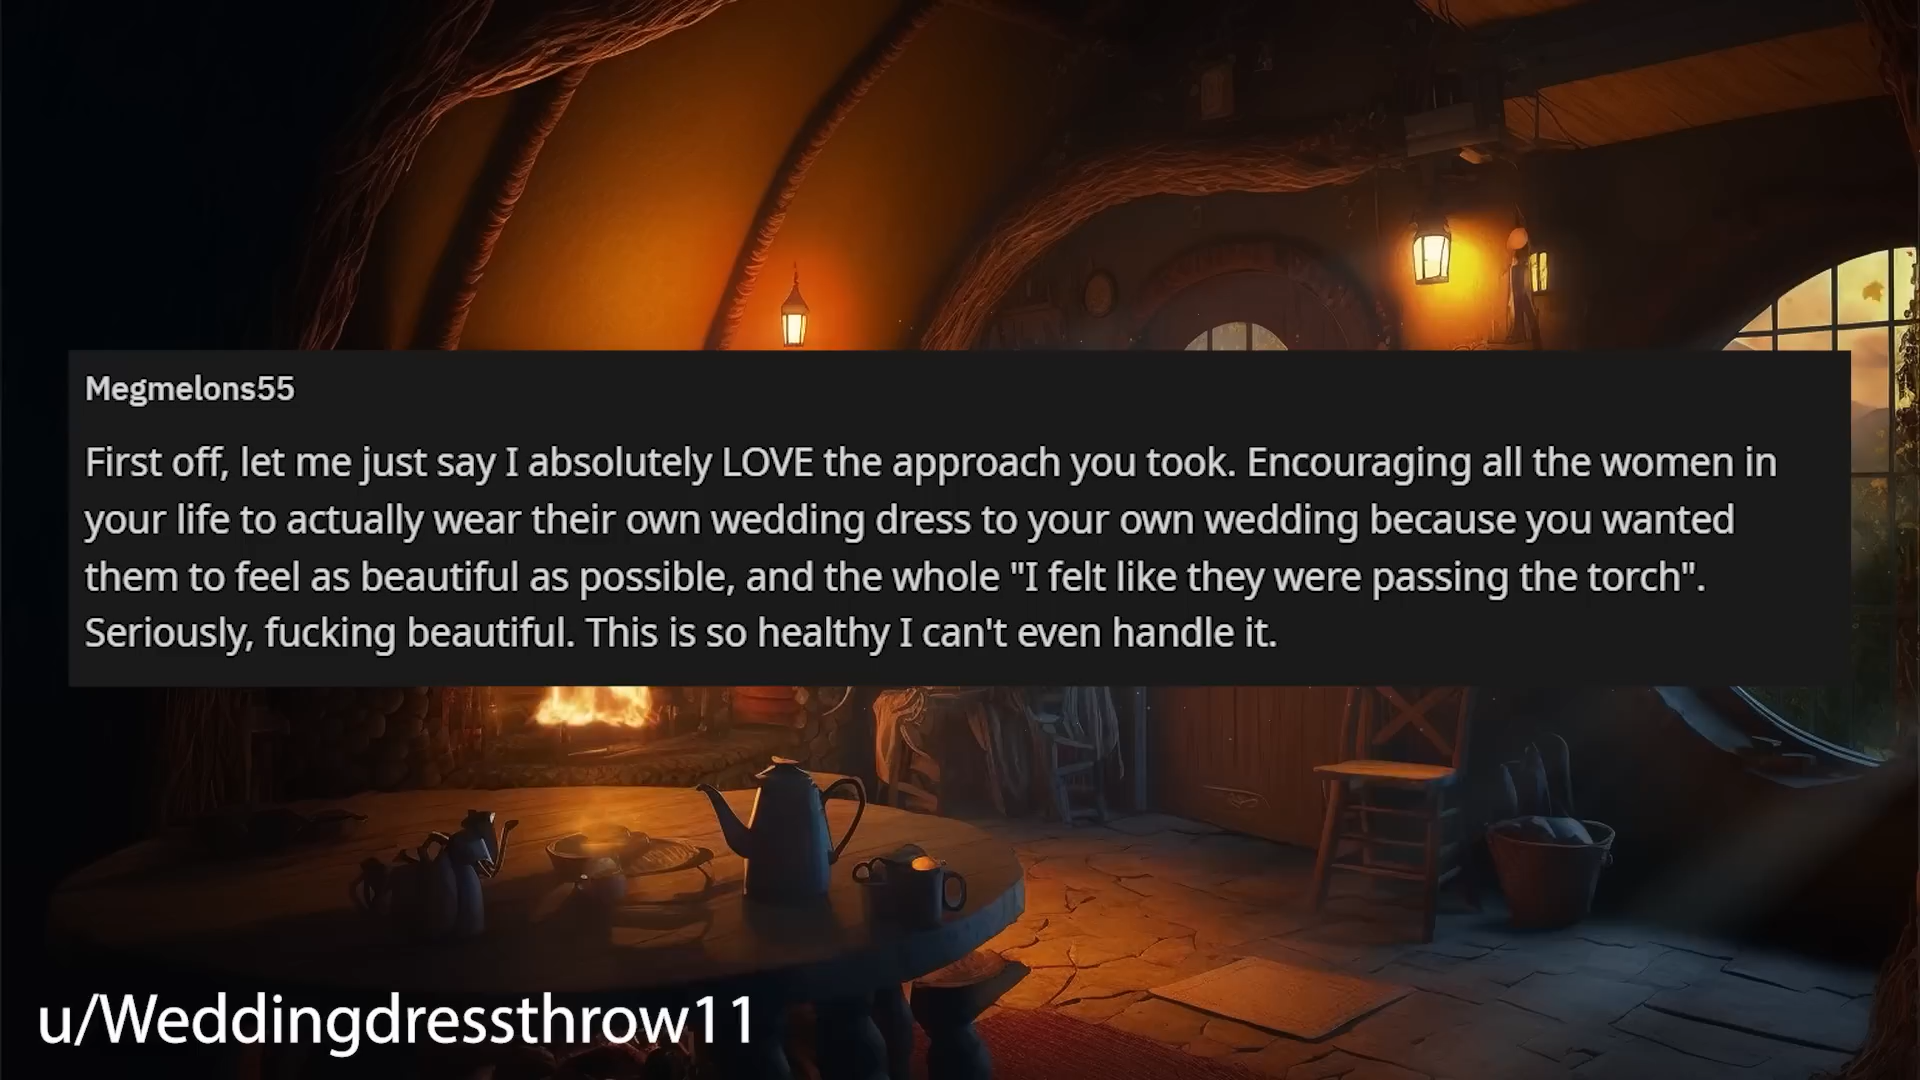 Megmelons55
First off, let me just say I absolutely LOVE the approach you took. Encouraging all the women in
your life to actually wear their own wedding dress to your own wedding because you wanted
them to feel as beautiful as possible, and the whole "I felt like they were passing the torch".
Seriously, fucking beautiful. This is so healthy I can't even handle it.
u/Weddingdressthrow11